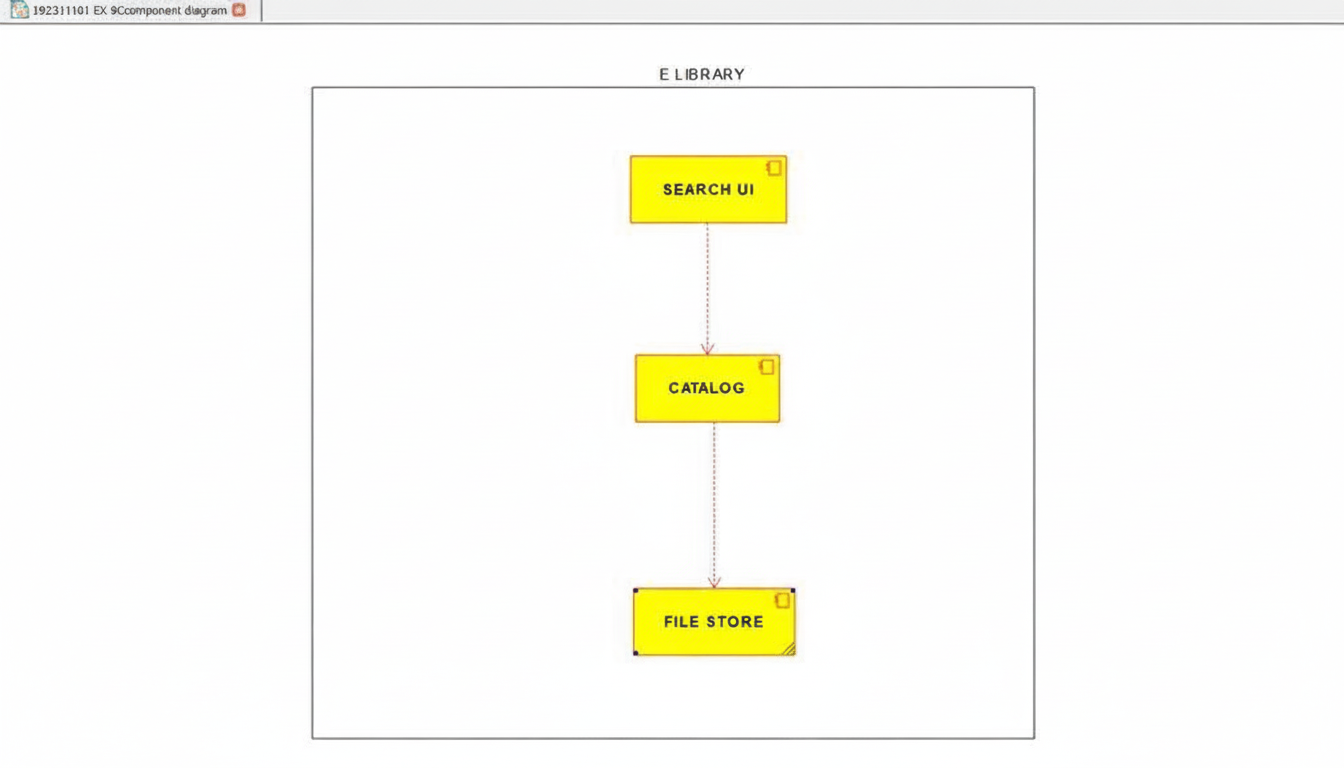 192311101 EX 9Ccomponent diagram
E LIBRARY
SEARCH UI
CATALOG
FILE STORE